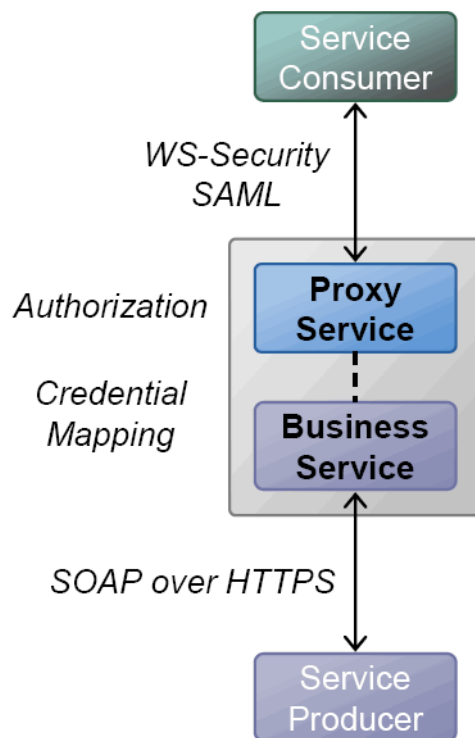 Service
Consumer
WS-Security
SAML
Authorization
Proxy
Service
Credential
Mapping
Business
Service
SOAP over HTTPS
Service
Producer